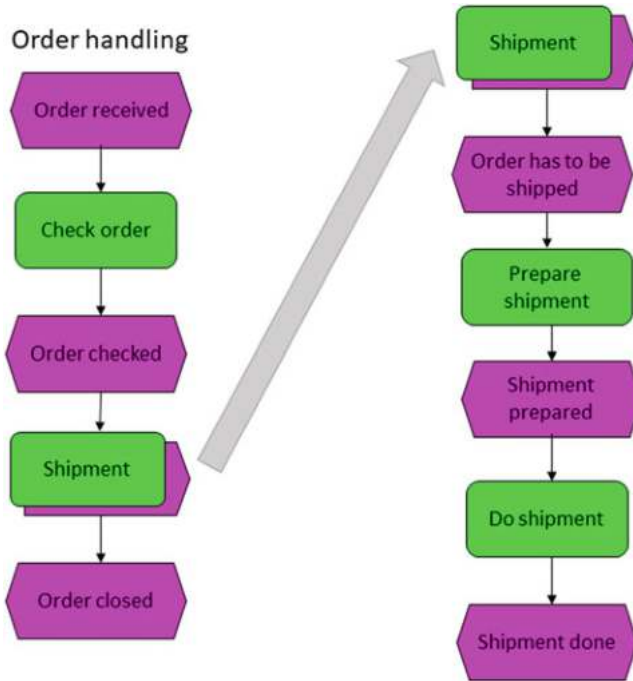 Order handling
Order received
Check order
Order checked
Shipment
Order closed
Shipment
Order has to be
shipped
Prepare
shipment
Shipment
prepared
Do shipment
Shipment done